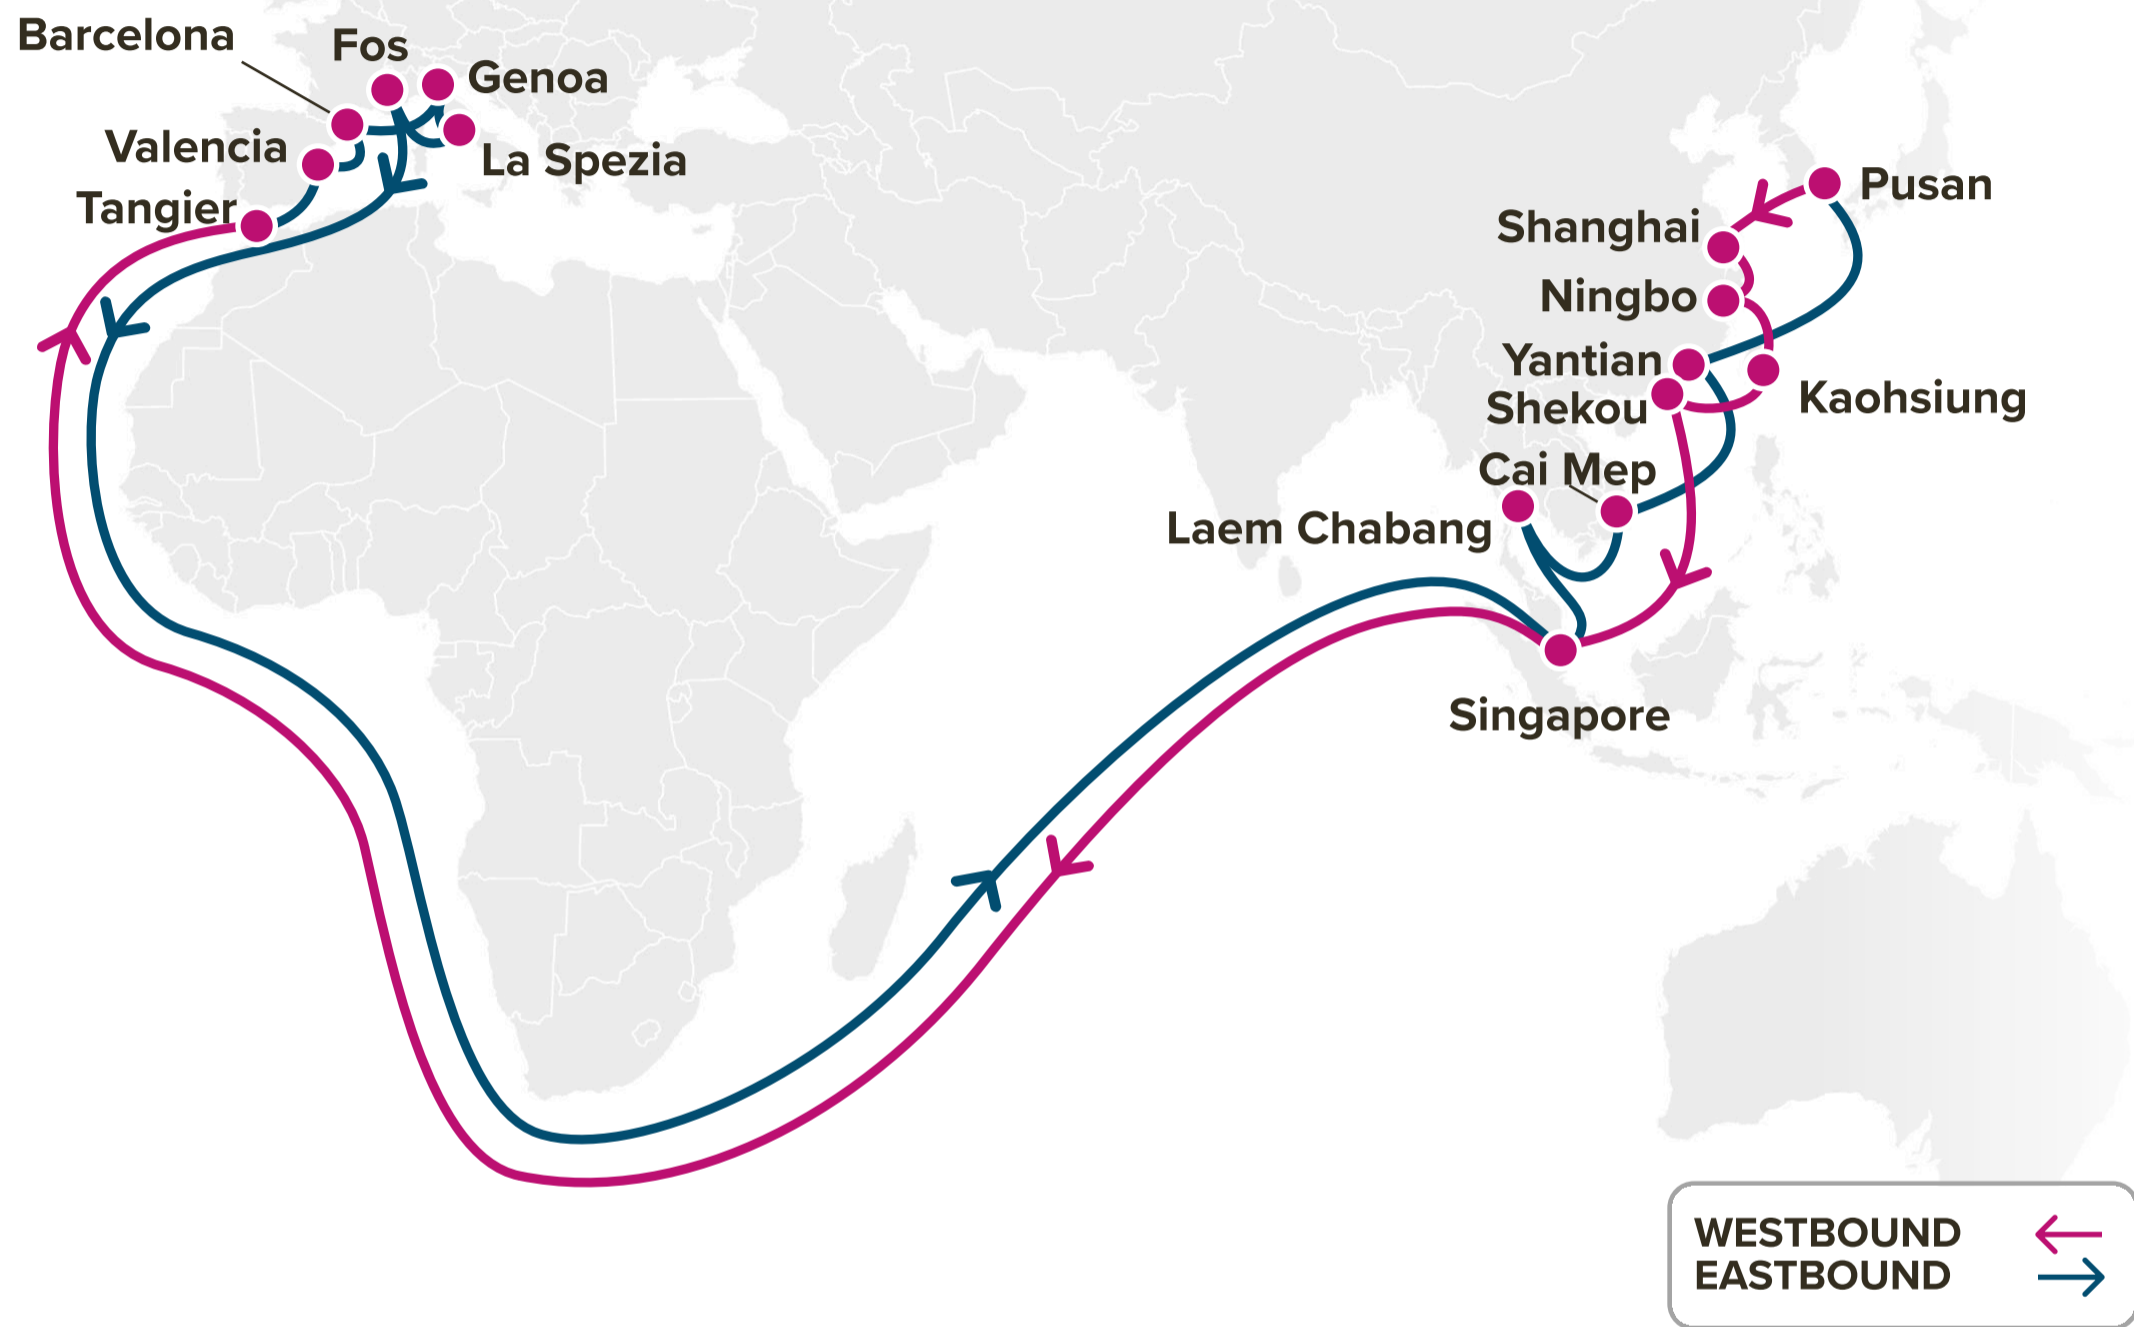 Barcelona
Fos
Genoa
Valencia
La Spezia
Tangier
Pusan
Shanghai
Ningbo
Yantian
Shekou
Kaohsiung
Cai Mep
Laem Chabang
Singapore
WESTBOUND
EASTBOUND